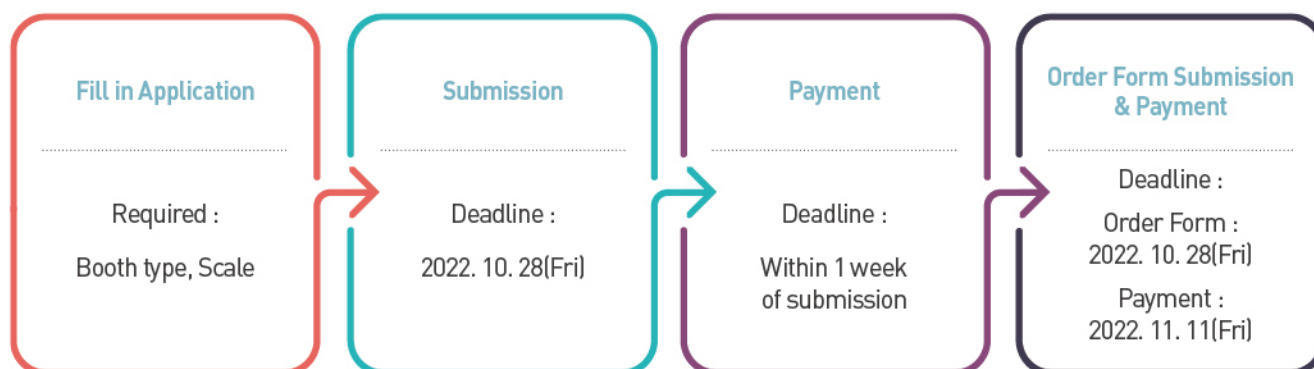 Fill in Application
Required :
Booth type, Scale
Submission
Deadline :
2022. 10. 28(Fri)
Payment
Deadline :
Within 1 week
of submission
Order Form Submission
& Payment
Deadline :
Order Form :
2022. 10. 28(Fri)
Payment :
2022. 11. 11(Fri)